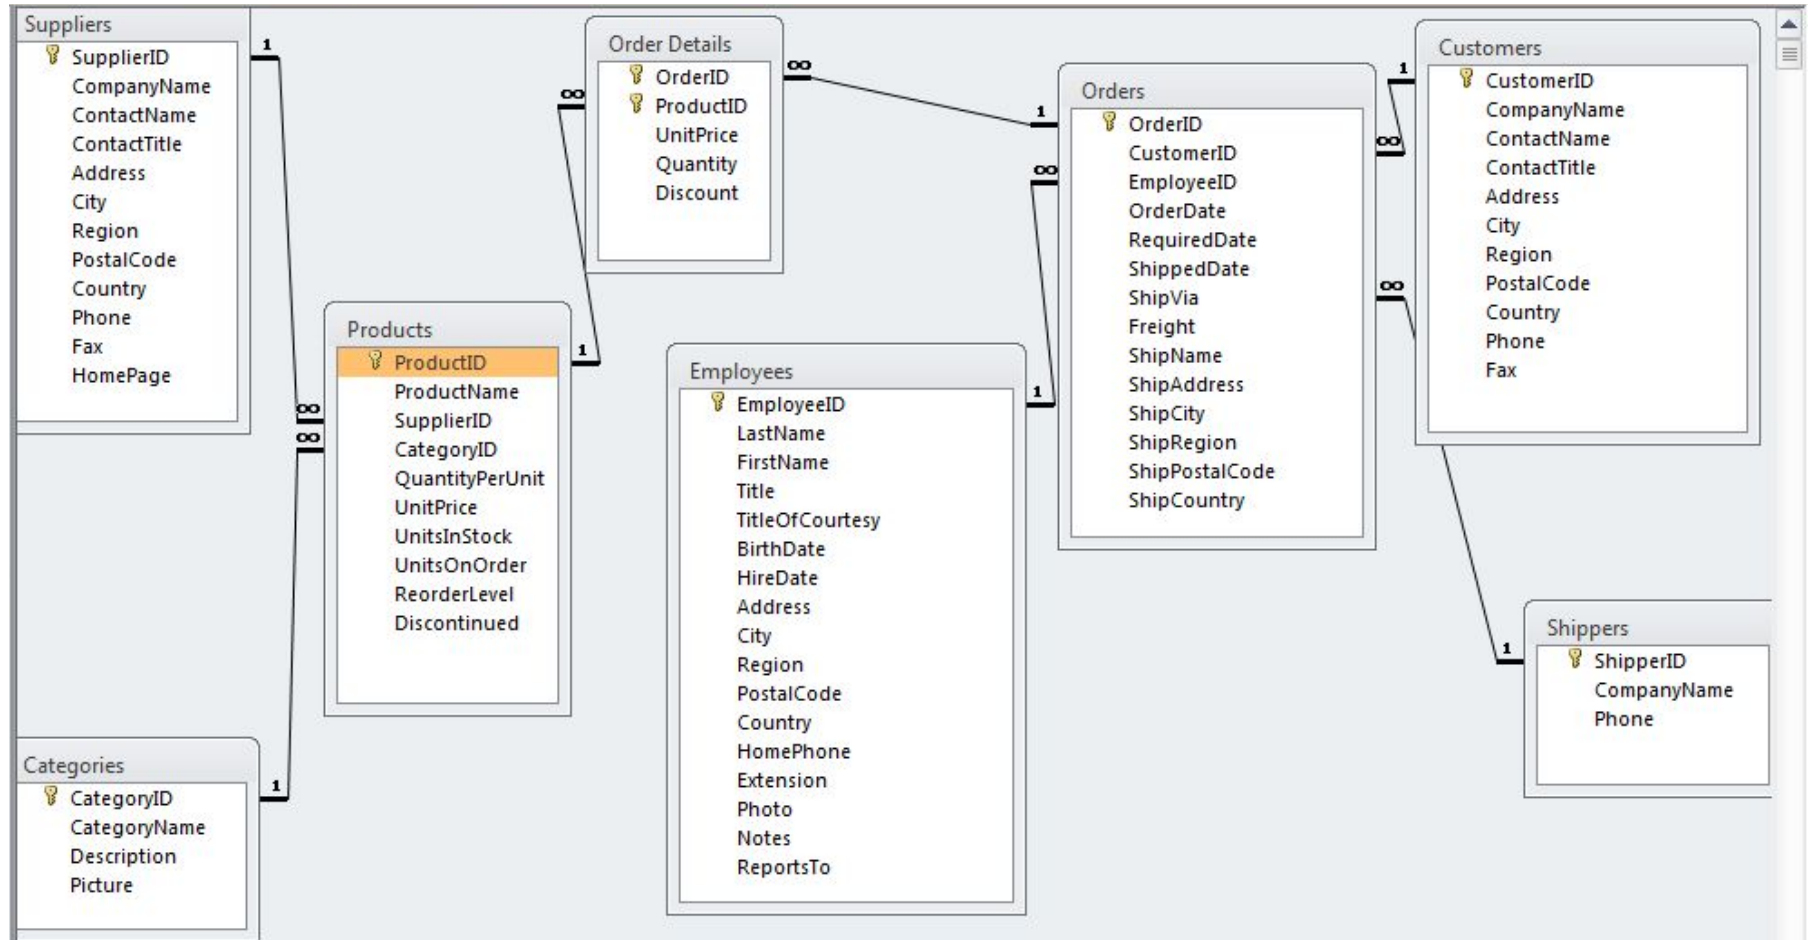 Suppliers
SupplierID
CompanyName
ContactName
ContactTitle
Address
City
Region
PostalCode
Country
Phone
Fax
HomePage
1
∞
Categories
CategoryID
CategoryName
Description
Picture
1
∞
Products
ProductID
ProductName
SupplierID
CategoryID
QuantityPerUnit
UnitPrice
UnitsInStock
UnitsOnOrder
ReorderLevel
Discontinued
1
∞
Order Details
OrderID
ProductID
UnitPrice
Quantity
Discount
∞
1
Employees
EmployeeID
LastName
FirstName
Title
TitleOfCourtesy
BirthDate
HireDate
Address
City
Region
PostalCode
Country
HomePhone
Extension
Photo
Notes
ReportsTo
1
∞
Orders
OrderID
CustomerID
EmployeeID
OrderDate
RequiredDate
ShippedDate
ShipVia
Freight
ShipName
ShipAddress
ShipCity
ShipRegion
ShipPostalCode
ShipCountry
∞
1
Customers
CustomerID
CompanyName
ContactName
ContactTitle
Address
City
Region
PostalCode
Country
Phone
Fax
∞
1
Shippers
ShipperID
CompanyName
Phone